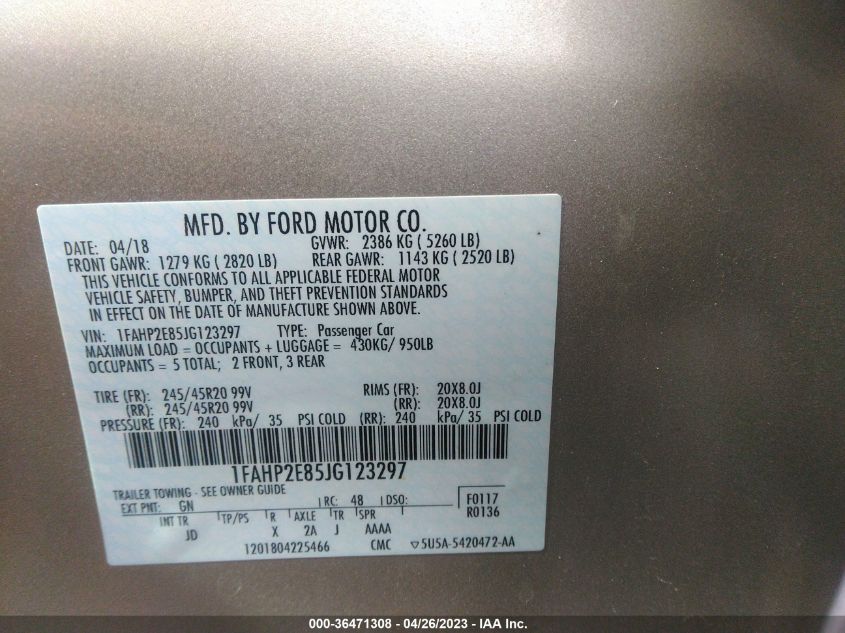 MFD. BY FORD MOTOR CO.
DATE: 04/18 GVWR: 2386 KG ( 5260 LB)
FRONT GAWR: 1279 KG ( 2820 LB) REAR GAWR: 1143 KG ( 2520 LB)
THIS VEHICLE CONFORMS TO ALL APPLICABLE FEDERAL MOTOR
VEHICLE SAFETY, BUMPER, AND THEFT PREVENTION STANDARDS
IN EFFECT ON THE DATE OF MANUFACTURE SHOWN ABOVE.
VIN: 1FAHP2E85JG123297 TYPE: Passenger Car
MAXIMUM LOAD = OCCUPANTS + LUGGAGE = 430KG/ 950LB
OCCUPANTS = 5 TOTAL; 2 FRONT, 3 REAR
TIRE (FR): 245/45R20 99V RIMS (FR): 20X8.0J
(RR): 245/45R20 99V (RR): 20X8.0J
PRESSURE (FR): 240 kPa/ 35 PSI COLD (RR): 240 kPa/ 35 PSI COLD
1FAHP2E85JG123297
TRAILER TOWING - SEE OWNER GUIDE
EXT PNT: GN RC: 48 DSO: F0117
INT TR TP/PS R AXLE TR SPR R0136
JD X 2A J AAAA
1201804225466 CMC ▽5U5A-5420472-AA
000-36471308 - 04/26/2023 - IAA Inc.